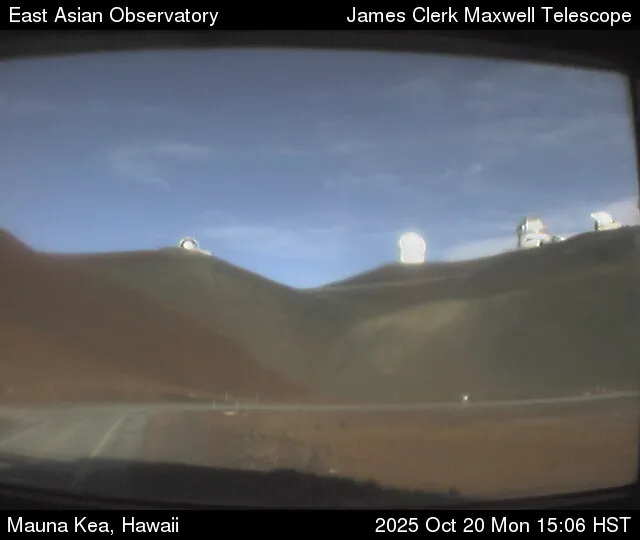 East Asian Observatory
James Clerk Maxwell Telescope
Mauna Kea, Hawaii
2025 Oct 20 Mon 15:06 HST